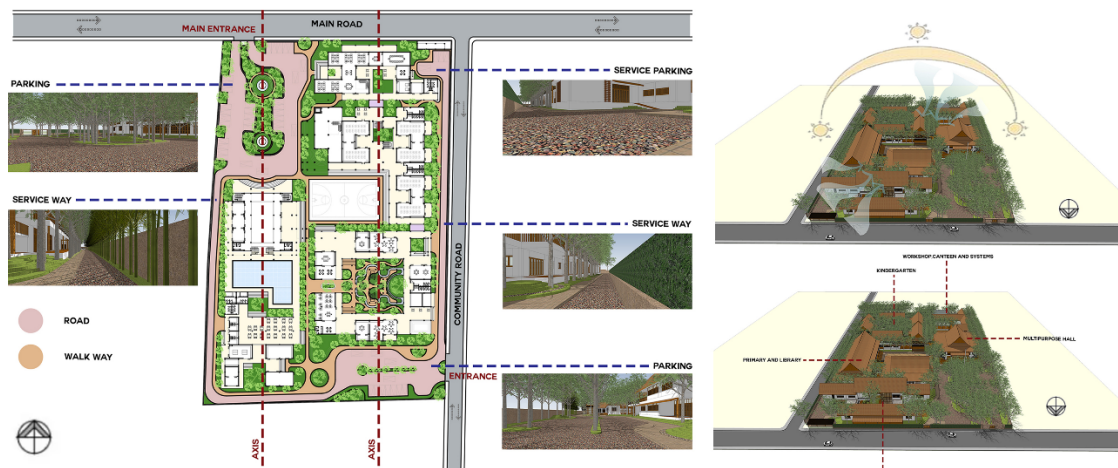 MAIN ROAD
MAIN ENTRANCE
PARKING
SERVICE PARKING
SERVICE WAY
SERVICE WAY
COMMUNITY ROAD
ROAD
WALK WAY
PARKING
ENTRANCE
AXIS
AXIS
WORKSHOP,CANTEEN AND SYSTEMS
KINDERGARTEN
MULTIPURPOSE HALL
PRIMARY AND LIBRARY